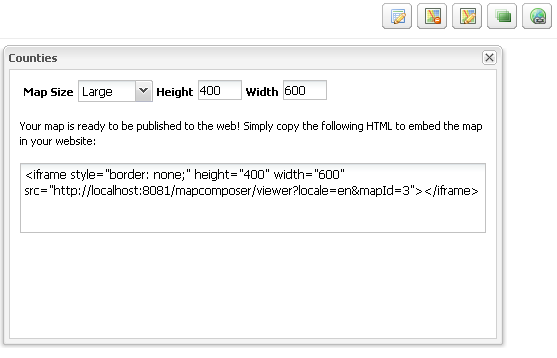 Counties
Map Size Large Height 400 Width 600
Your map is ready to be published to the web! Simply copy the following HTML to embed the map
in your website:
<iframe style="border: none;" height="400" width="600"
src="http://localhost:8081/mapcomposer/viewer?locale=en&mapId=3"></iframe>